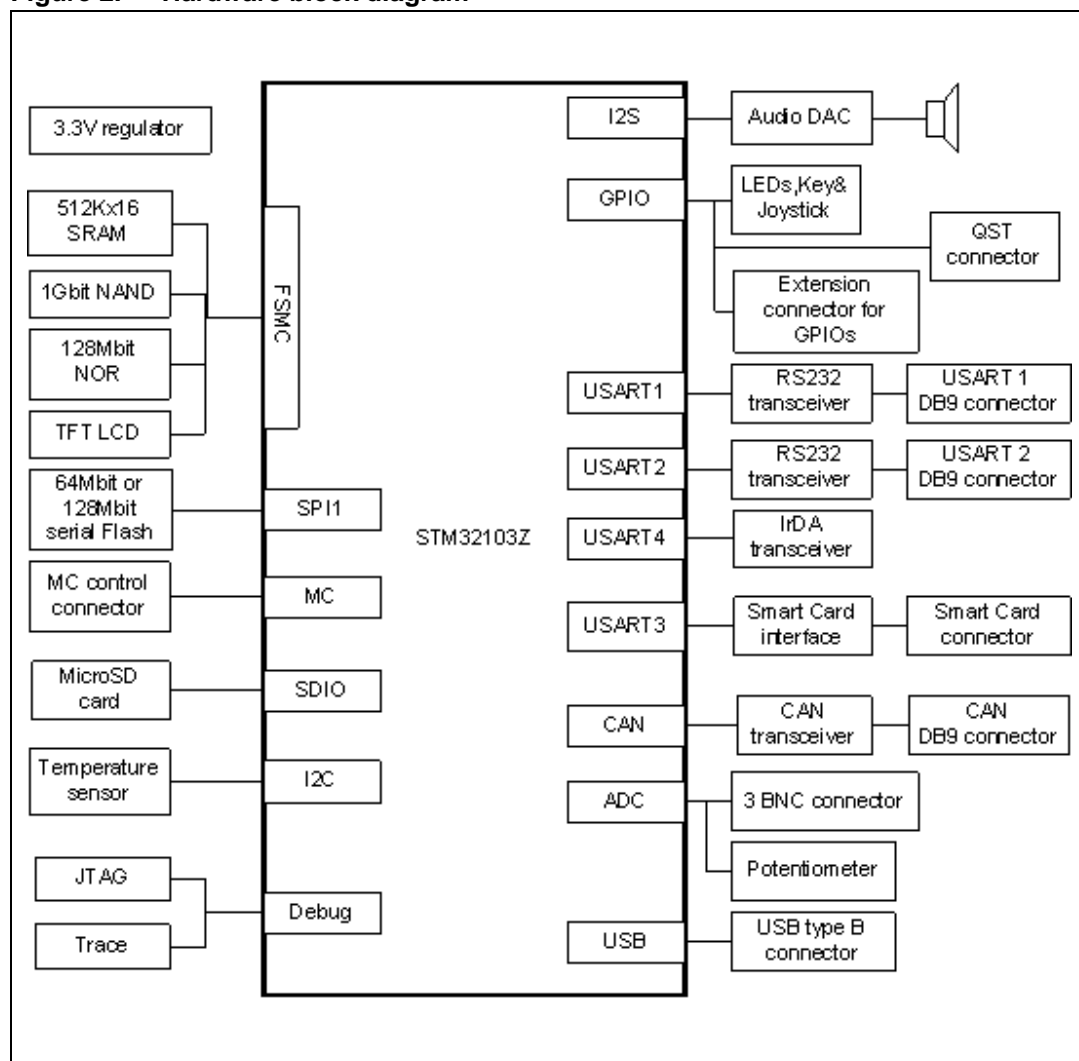 Figure 2. Hardware block diagram
3.3V regulator
512Kx16
SRAM
1Gbit NAND
128Mbit
NOR
TFT LCD
64Mbit or
128Mbit
serial Flash
MC control
connector
MicroSD
card
Temperature
sensor
JTAG
Trace
FSMC
SPI1
MC
SDIO
I2C
Debug
STM32103Z
I2S
GPIO
USART1
USART2
USART4
USART3
CAN
ADC
USB
Audio DAC
LEDs,Key&
Joystick
QST
connector
Extension
connector for
GPIOs
RS232
transceiver
USART 1
DB9 connector
RS232
transceiver
USART 2
DB9 connector
IrDA
transceiver
Smart Card
interface
Smart Card
connector
CAN
transceiver
CAN
DB9 connector
3 BNC connector
Potentiometer
USB type B
connector